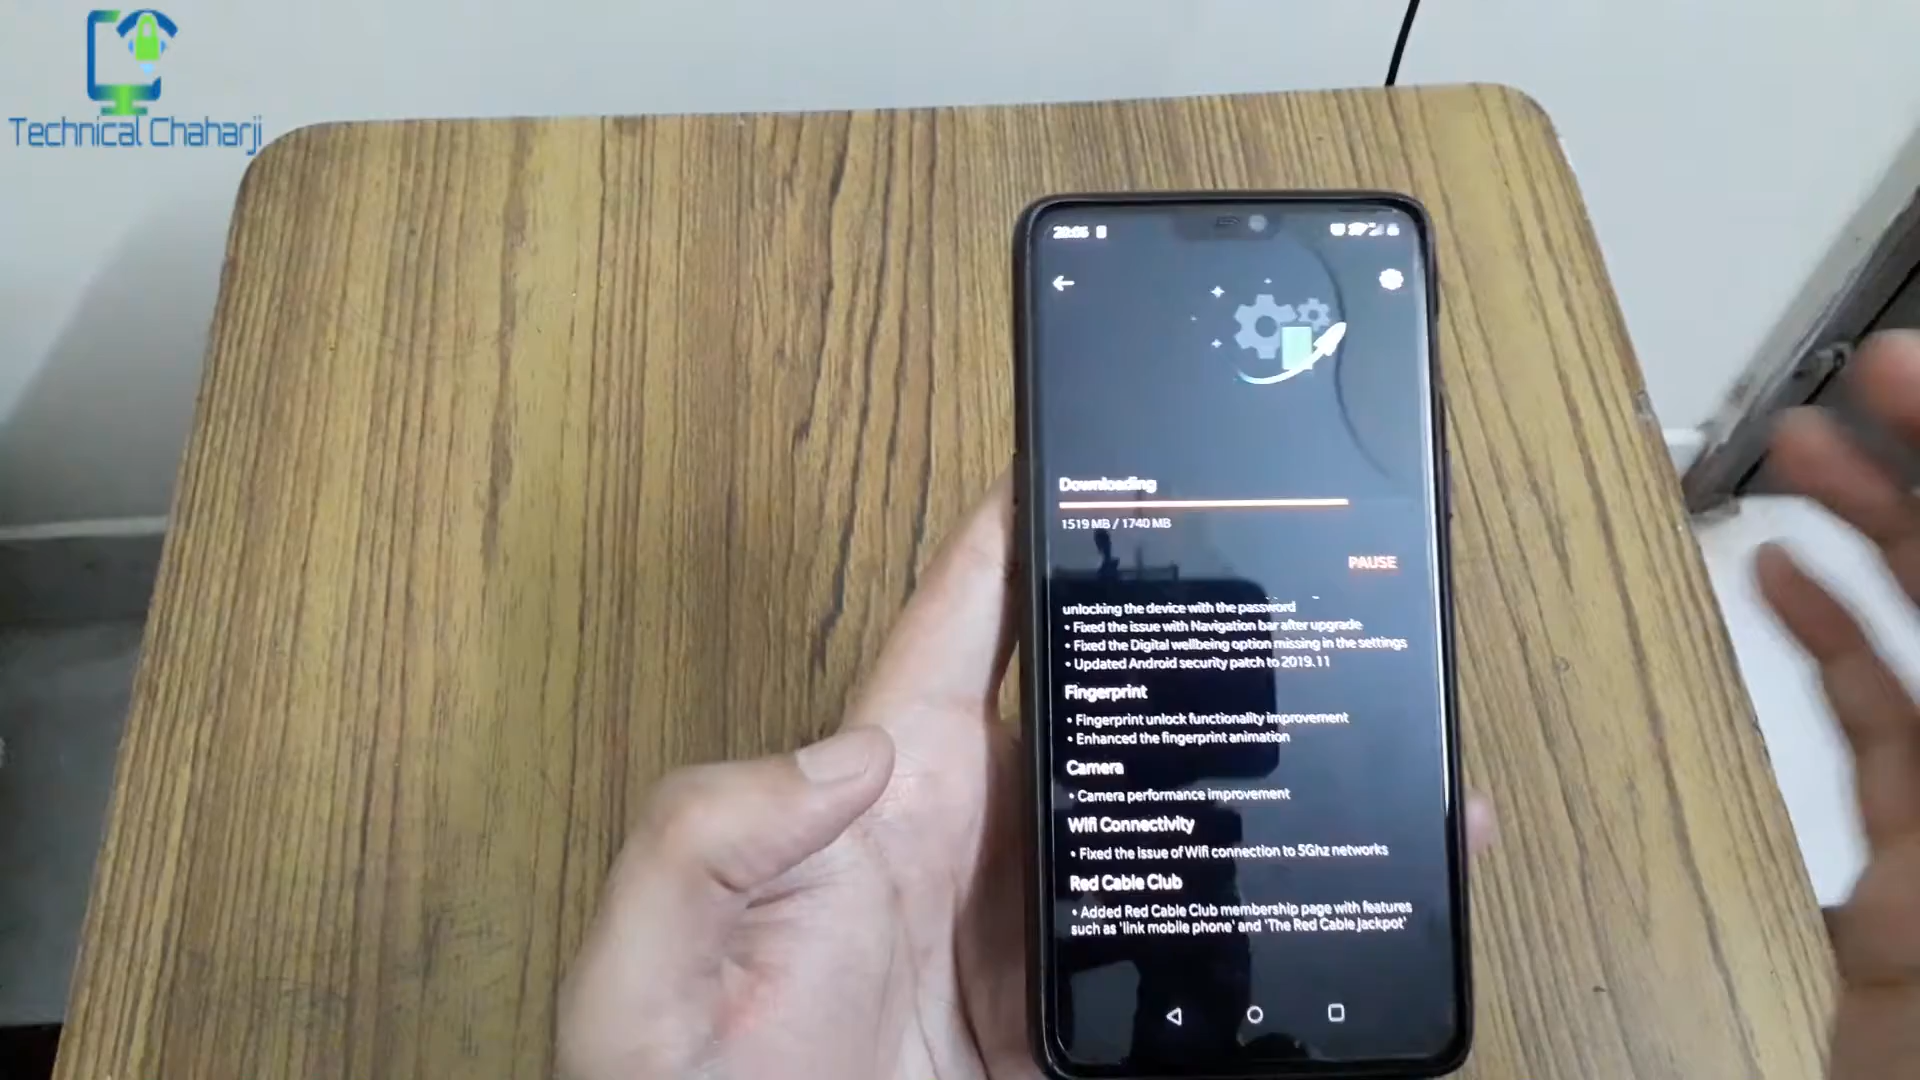 Technical Chaharji
Downloading
1519 MB / 1740 MB
PAUSE
unlocking the device with the password
• Fixed the issue with Navigation bar after upgrade
• Fixed the Digital wellbeing option missing in the settings
• Updated Android security patch to 2019.11
Fingerprint
• Fingerprint unlock functionality improvement
• Enhanced the fingerprint animation
Camera
• Camera performance improvement
Wifi Connectivity
• Fixed the issue of Wifi connection to 5Ghz networks
Red Cable Club
• Added Red Cable Club membership page with features
such as 'link mobile phone' and 'The Red Cable Jackpot'